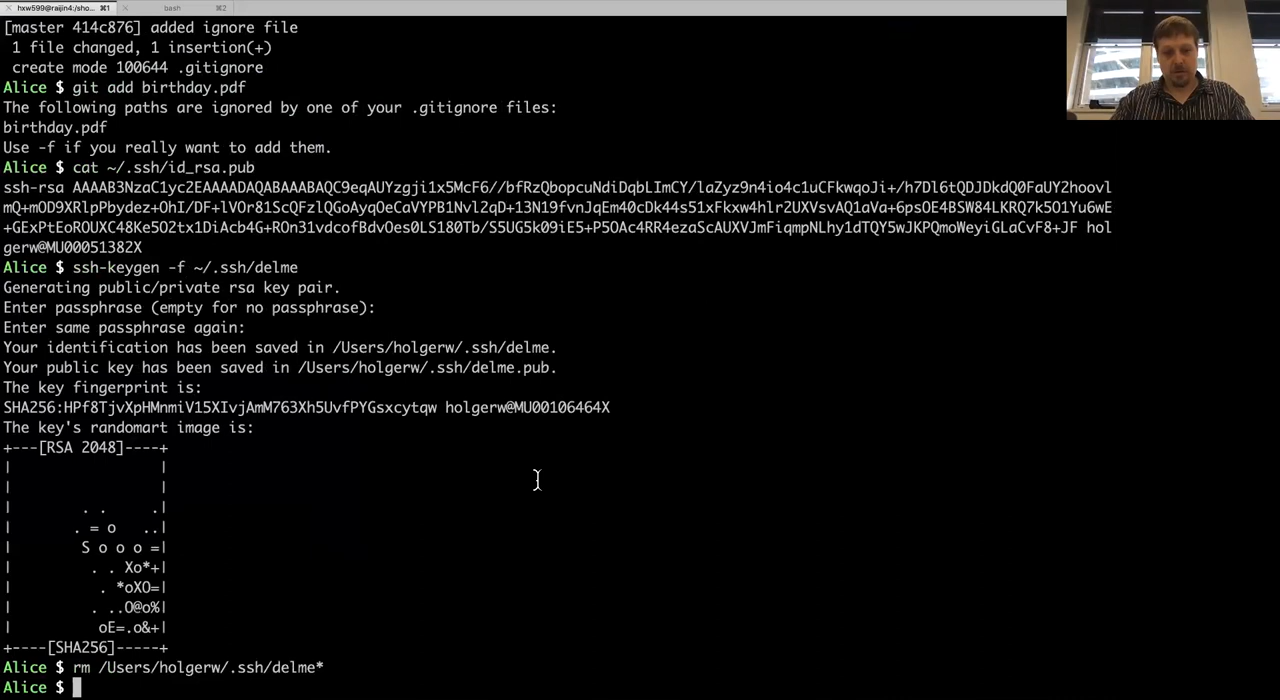 hxw599@raijin4:/sho... ⌘1 bash ⌘2
[master 414c876] added ignore file
 1 file changed, 1 insertion(+)
 create mode 100644 .gitignore
Alice $ git add birthday.pdf
The following paths are ignored by one of your .gitignore files:
birthday.pdf
Use -f if you really want to add them.
Alice $ cat ~/.ssh/id_rsa.pub
ssh-rsa AAAAB3NzaC1yc2EAAAADAQABAAABAQC9eqAUYzgji1x5McF6//bfRzQbopcuNdiDqbLImCY/laZyz9n4io4c1uCFkwqoJi+/h7Dl6tQDJDkdQ0FaUY2hoovl
mQ+mOD9XRlpPbydez+OhI/DF+lVOr81ScQFzlQGoAyqOeCaVYPB1Nvl2qD+13N19fvnJqEm40cDk44s51xFkxw4hlr2UXVsvAQ1aVa+6psOE4BSW84LKRQ7k5O1Yu6wE
+GExPtEoROUXC48Ke5O2tx1DiAcb4G+ROn31vdcofBdvOes0LS180Tb/S5UG5k09iE5+P5OAc4RR4ezaScAUXVJmFiqmpNLhy1dTQY5wJKPQmoWeyiGLaCvF8+JF hol
gerw@MU00051382X
Alice $ ssh-keygen -f ~/.ssh/delme
Generating public/private rsa key pair.
Enter passphrase (empty for no passphrase):
Enter same passphrase again:
Your identification has been saved in /Users/holgerw/.ssh/delme.
Your public key has been saved in /Users/holgerw/.ssh/delme.pub.
The key fingerprint is:
SHA256:HPf8TjvXpHMnmiV15XIvjAmM763Xh5UvfPYGsxcytqw holgerw@MU00106464X
The key's randomart image is:
+---[RSA 2048]----+
|                 |
|                 |
|        . .     .|
|       . = o   ..|
|        S o o o =|
|         . . Xo*+|
|          . *oXO=|
|         . ..O@o%|
|          oE=.o&+|
+----[SHA256]-----+
Alice $ rm /Users/holgerw/.ssh/delme*
Alice $